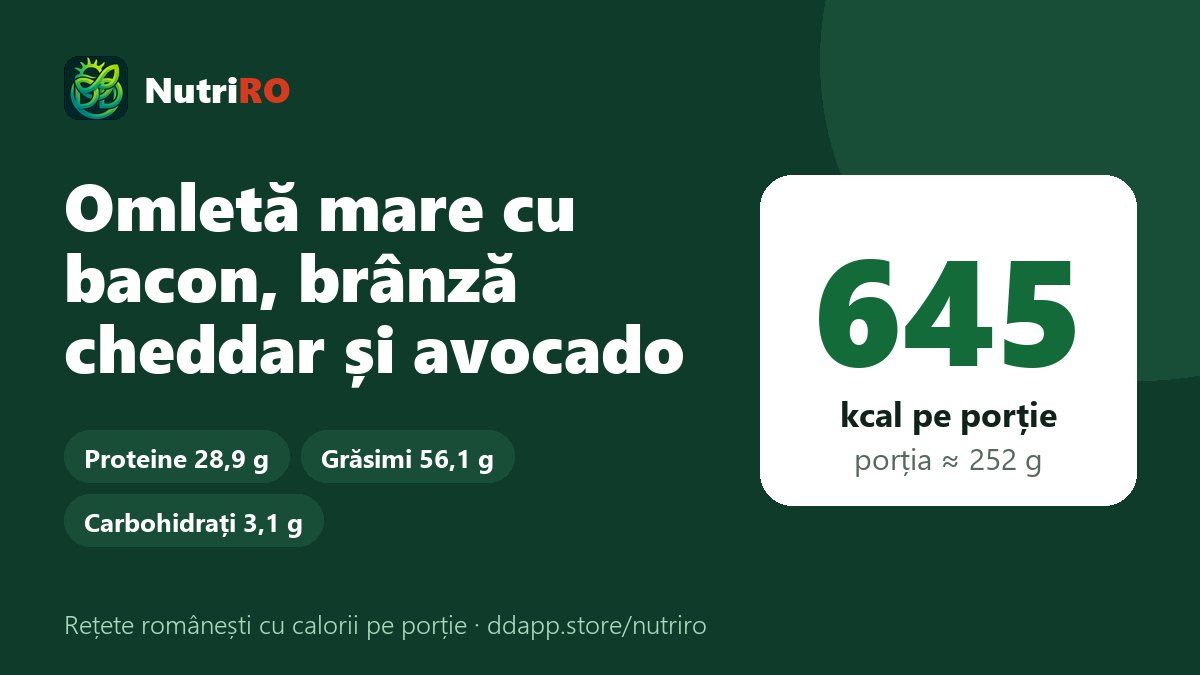 NutriRO
Omletă mare cu
bacon, brânză
cheddar și avocado
Proteine 28,9 g
Grăsimi 56,1 g
Carbohidrați 3,1 g
645
kcal pe porție
porția ≈ 252 g
Rețete românești cu calorii pe porție · ddapp.store/nutriro